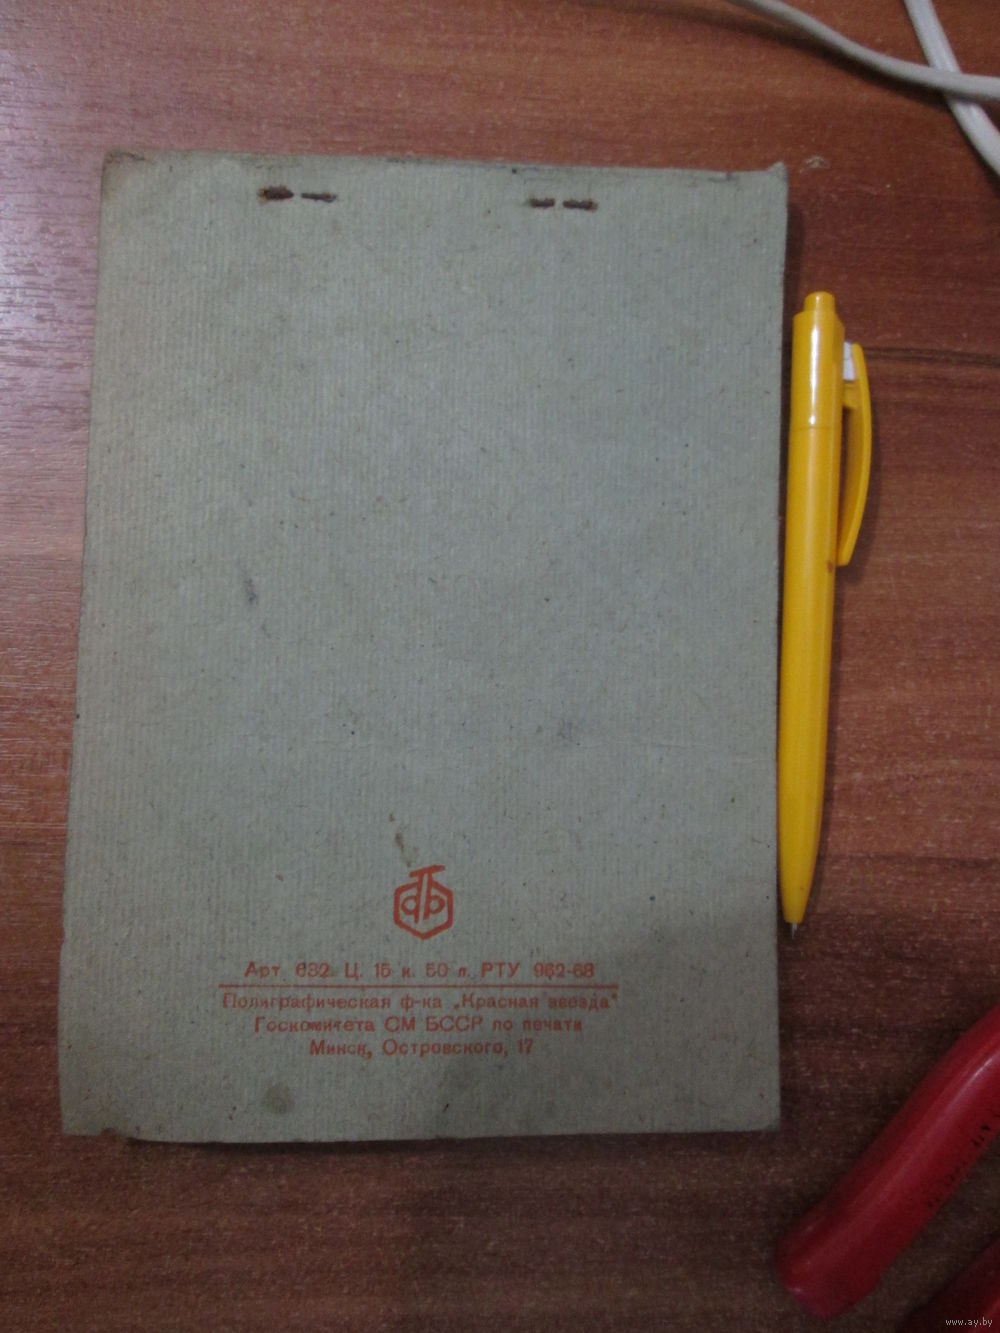 Арт. 632. Ц. 15 к. 50 л. РТУ 962-68
Полиграфическая ф-ка „Красная звезда"
Госкомитета СМ БССР по печати
Минск, Островского, 17
www.ay.by